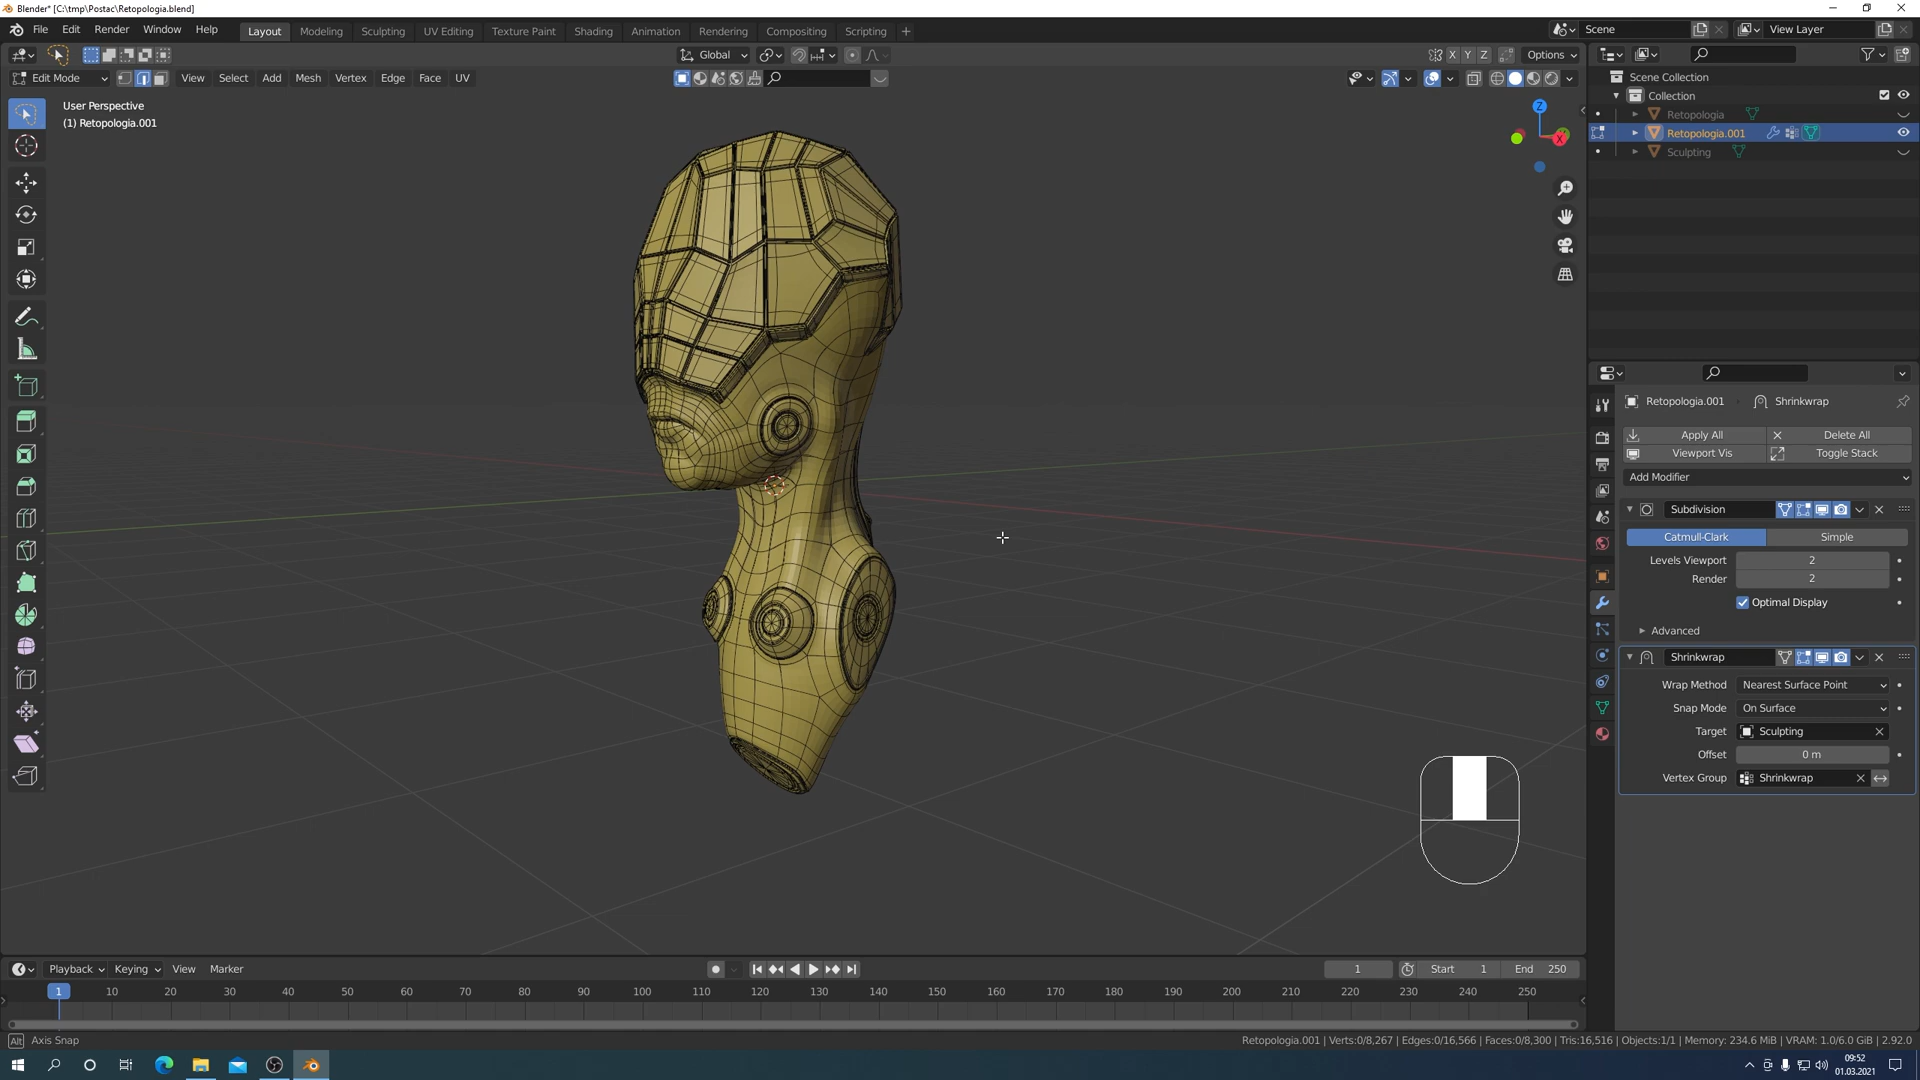 Blender* [C:\tmp\Postac\Retopologia.blend]
File Edit Render Window Help Layout Modeling Sculpting UV Editing Texture Paint Shading Animation Rendering Compositing Scripting + Scene View Layer
Global X Y Z Options
Edit Mode View Select Add Mesh Vertex Edge Face UV
User Perspective
(1) Retopologia.001
Z
X
Scene Collection
Collection
Retopologia
Retopologia.001
Sculpting
Retopologia.001 Shrinkwrap
Apply All Delete All
Viewport Vis Toggle Stack
Add Modifier
Subdivision
Catmull-Clark Simple
Levels Viewport 2
Render 2
Optimal Display
Advanced
Shrinkwrap
Wrap Method Nearest Surface Point
Snap Mode On Surface
Target Sculpting
Offset 0 m
Vertex Group Shrinkwrap
Playback Keying View Marker 1 Start 1 End 250
1 10 20 30 40 50 60 70 80 90 100 110 120 130 140 150 160 170 180 190 200 210 220 230 240 250
Alt Axis Snap Retopologia.001 | Verts:0/8,267 | Edges:0/16,566 | Faces:0/8,300 | Tris:16,516 | Objects:1/1 | Memory: 234.6 MiB | VRAM: 1.0/6.0 GiB | 2.92.0
09:52
01.03.2021